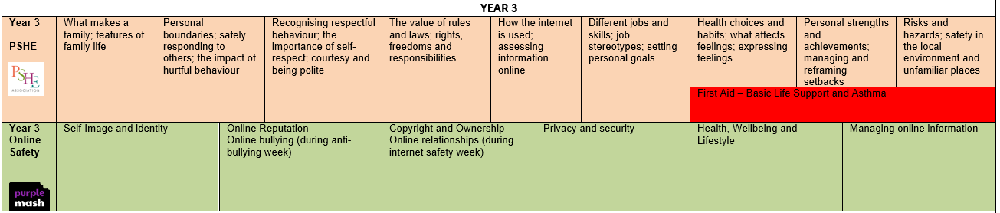 YEAR 3
Year 3
PSHE
PSHE
ASSOCIATION
What makes a
family; features of
family life
Personal
boundaries; safely
responding to
others; the impact of
hurtful behaviour
Recognising respectful
behaviour; the
importance of self-
respect; courtesy and
being polite
The value of rules
and laws; rights,
freedoms and
responsibilities
How the internet
is used;
assessing
information
online
Different jobs and
skills; job
stereotypes; setting
personal goals
Health choices and
habits; what affects
feelings; expressing
feelings
Personal strengths
and
achievements;
managing and
reframing
setbacks
Risks and
hazards; safety in
the local
environment and
unfamiliar places
First Aid – Basic Life Support and Asthma
Year 3
Online
Safety
purple
mash
Self-Image and identity
Online Reputation
Online bullying (during anti-
bullying week)
Copyright and Ownership
Online relationships (during
internet safety week)
Privacy and security
Health, Wellbeing and
Lifestyle
Managing online information